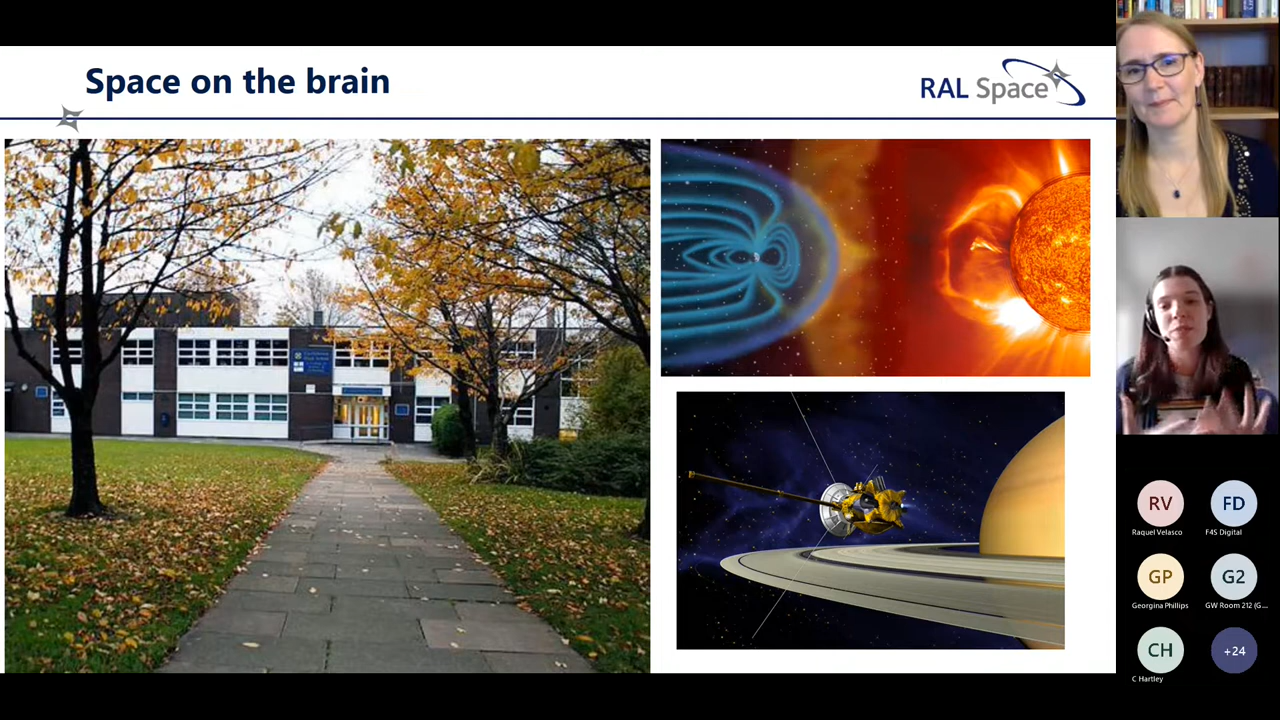 Space on the brain
RAL Space
RV
FD
Raquel Velasco
F4S Digital
GP
G2
Georgina Phillips
GW Room 212 (G...
CH
+24
C Hartley